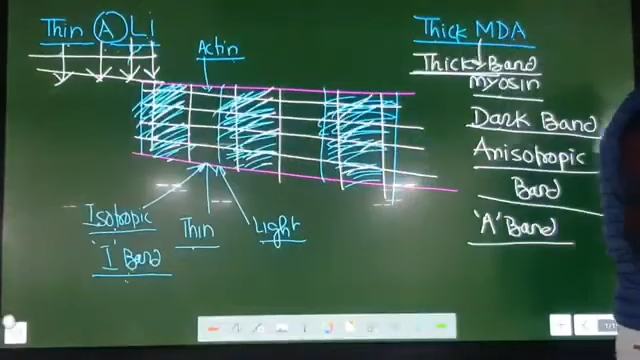 Thin A Li
Actin
Isotropic
'I' Band
Thin
Light
Thick MDA
Thick Band
myosin
Dark Band
Anisotropic
Band
'A' Band